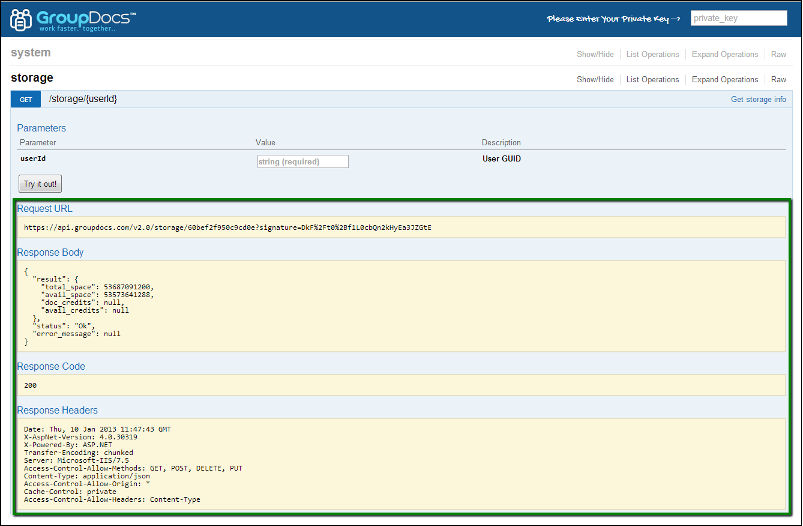 GroupDocs™
work faster. together..
Please Enter Your Private Key -->
private_key
system
Show/Hide List Operations Expand Operations Raw
storage
Show/Hide List Operations Expand Operations Raw
GET /storage/{userId} Get storage info
Parameters
Parameter Value Description
userId string (required) User GUID
Try it out!
Request URL
https://api.groupdocs.com/v2.0/storage/60bef2f950c9cd0e?signature=DkF%2Ft0%2Bf1L0cbQn2kHyEa3JZGtE
Response Body
{
"result": {
"total_space": 53687091200,
"avail_space": 53573641288,
"doc_credits": null,
"avail_credits": null
},
"status": "Ok",
"error_message": null
}
Response Code
200
Response Headers
Date: Thu, 10 Jan 2013 11:47:43 GMT
X-AspNet-Version: 4.0.30319
X-Powered-By: ASP.NET
Transfer-Encoding: chunked
Server: Microsoft-IIS/7.5
Access-Control-Allow-Methods: GET, POST, DELETE, PUT
Content-Type: application/json
Access-Control-Allow-Origin: *
Cache-Control: private
Access-Control-Allow-Headers: Content-Type